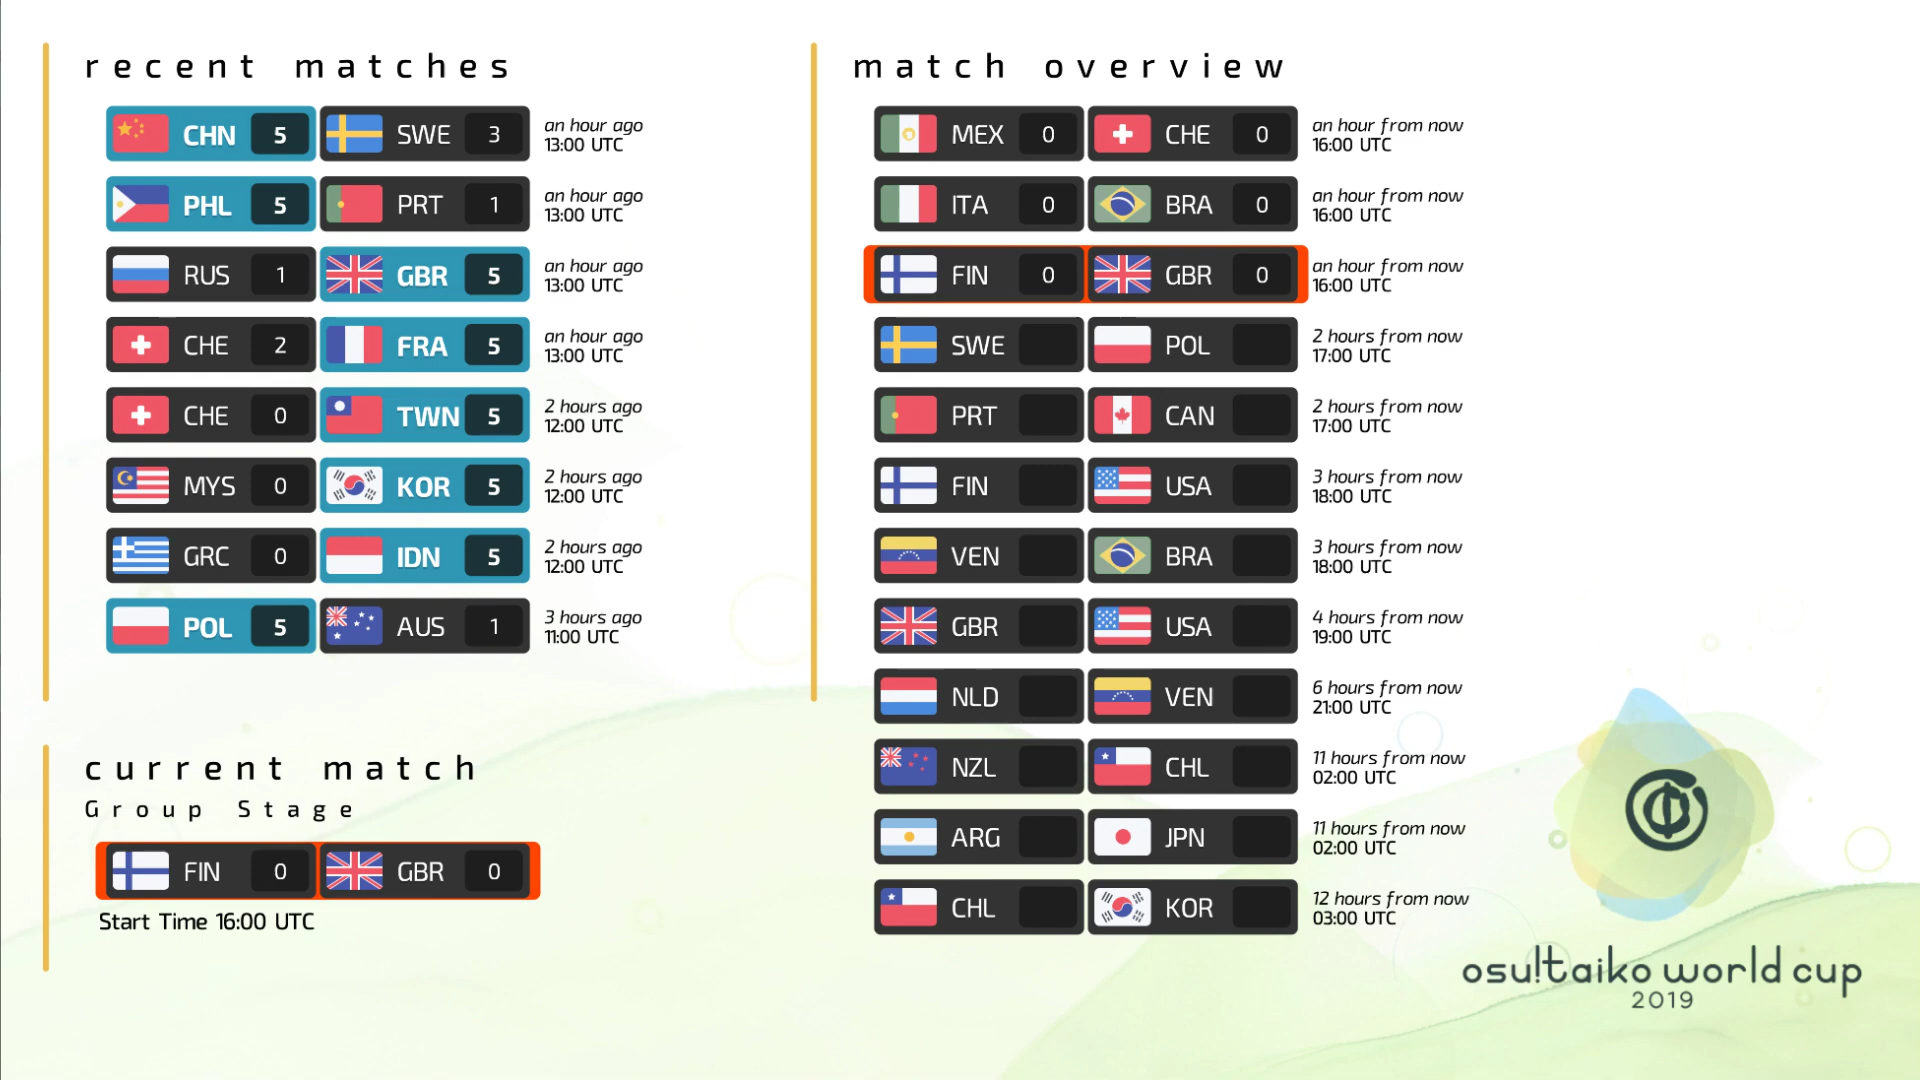 recent matches
CHN 5 SWE 3 an hour ago
13:00 UTC
PHL 5 PRT 1 an hour ago
13:00 UTC
RUS 1 GBR 5 an hour ago
13:00 UTC
CHE 2 FRA 5 an hour ago
13:00 UTC
CHE 0 TWN 5 2 hours ago
12:00 UTC
MYS 0 KOR 5 2 hours ago
12:00 UTC
GRC 0 IDN 5 2 hours ago
12:00 UTC
POL 5 AUS 1 3 hours ago
11:00 UTC
current match
Group Stage
FIN 0 GBR 0
Start Time 16:00 UTC
match overview
MEX 0 CHE 0 an hour from now
16:00 UTC
ITA 0 BRA 0 an hour from now
16:00 UTC
FIN 0 GBR 0 an hour from now
16:00 UTC
SWE POL 2 hours from now
17:00 UTC
PRT CAN 2 hours from now
17:00 UTC
FIN USA 3 hours from now
18:00 UTC
VEN BRA 3 hours from now
18:00 UTC
GBR USA 4 hours from now
19:00 UTC
NLD VEN 6 hours from now
21:00 UTC
NZL CHL 11 hours from now
02:00 UTC
ARG JPN 11 hours from now
02:00 UTC
CHL KOR 12 hours from now
03:00 UTC
osu!taiko world cup
2019